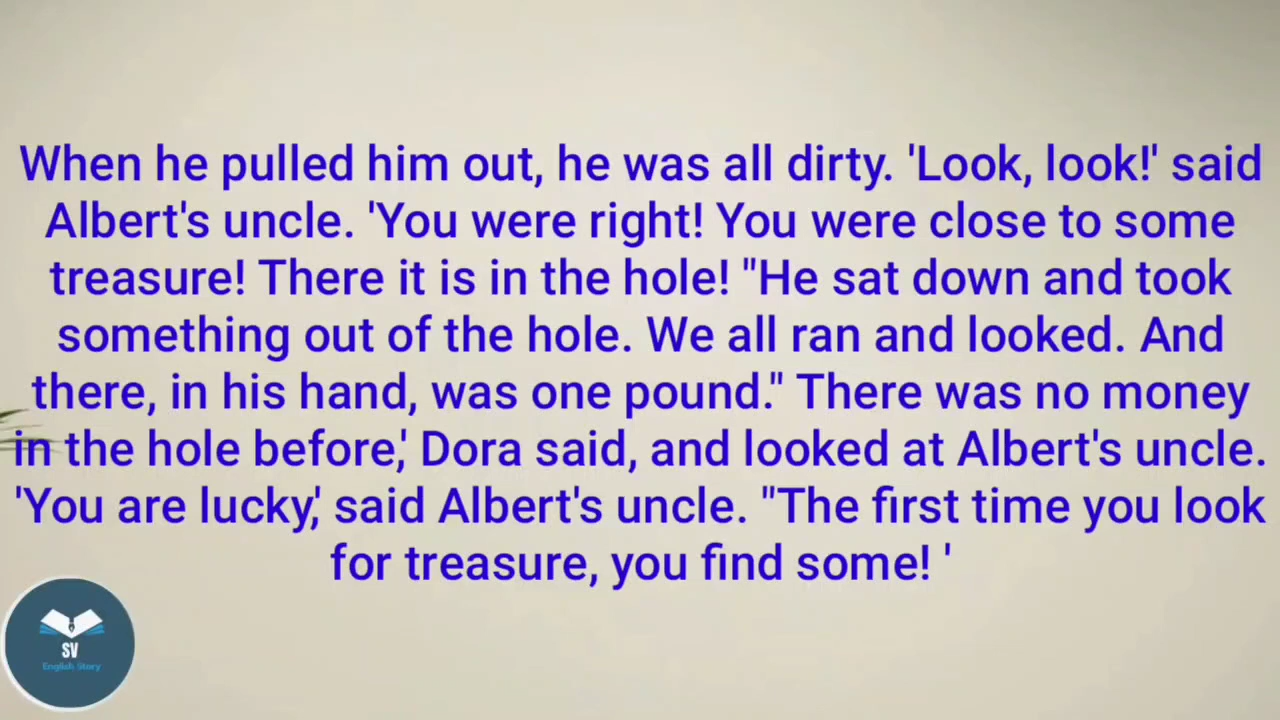 When he pulled him out, he was all dirty. 'Look, look!' said
Albert's uncle. 'You were right! You were close to some
treasure! There it is in the hole! "He sat down and took
something out of the hole. We all ran and looked. And
there, in his hand, was one pound." There was no money
in the hole before,' Dora said, and looked at Albert's uncle.
'You are lucky,' said Albert's uncle. "The first time you look
for treasure, you find some! '
SV
English Story